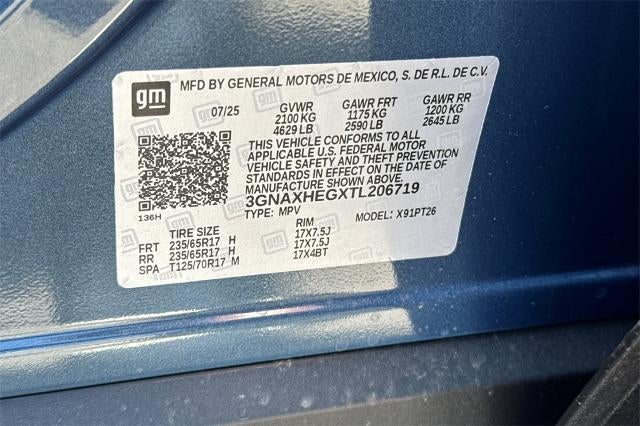 MFD BY GENERAL MOTORS DE MEXICO, S. DE R.L. DE C.V.
gm
07/25 GVWR GAWR FRT GAWR RR
2100 KG 1175 KG 1200 KG
4629 LB 2590 LB 2645 LB
THIS VEHICLE CONFORMS TO ALL
APPLICABLE U.S. FEDERAL MOTOR
VEHICLE SAFETY AND THEFT PREVENTION
STANDARDS IN EFFECT ON THE DATE OF
MANUFACTURE SHOWN ABOVE.
3GNAXHEGXTL206719
136H TYPE: MPV MODEL: X91PT26
TIRE SIZE RIM
FRT 235/65R17 H 17X7.5J
RR 235/65R17 H 17X7.5J
SPA T125/70R17 M 17X4BT